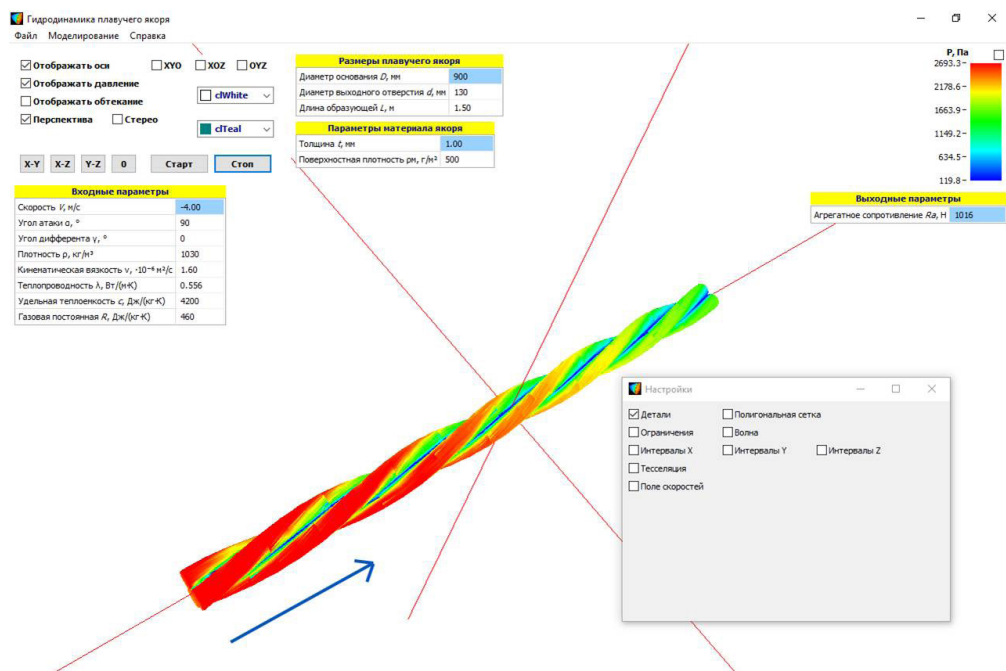 Гидродинамика плавучего якоря
Файл Моделирование Справка
Отображать оси XYO XOZ OYZ
Отображать давление
Отображать обтекание
Перспектива Стерео
clWhite
clTeal
X-Y X-Z Y-Z 0 Старт Стоп
Входные параметры
Скорость V, м/с -4.00
Угол атаки α, ° 90
Угол дифферента γ, ° 0
Плотность ρ, кг/м³ 1030
Кинематическая вязкость ν, ·10⁻⁶ м²/с 1.60
Теплопроводность λ, Вт/(м·К) 0.556
Удельная теплоемкость c, Дж/(кг·К) 4200
Газовая постоянная R, Дж/(кг·К) 460
Размеры плавучего якоря
Диаметр основания D, мм 900
Диаметр выходного отверстия d, мм 130
Длина образующей L, м 1.50
Параметры материала якоря
Толщина t, мм 1.00
Поверхностная плотность ρм, г/м² 500
P, Па
2693.3
2178.6
1663.9
1149.2
634.5
119.8
Выходные параметры
Агрегатное сопротивление Ra, Н 1016
Настройки
Детали Полигональная сетка
Ограничения Волна
Интервалы X Интервалы Y Интервалы Z
Тесселяция
Поле скоростей